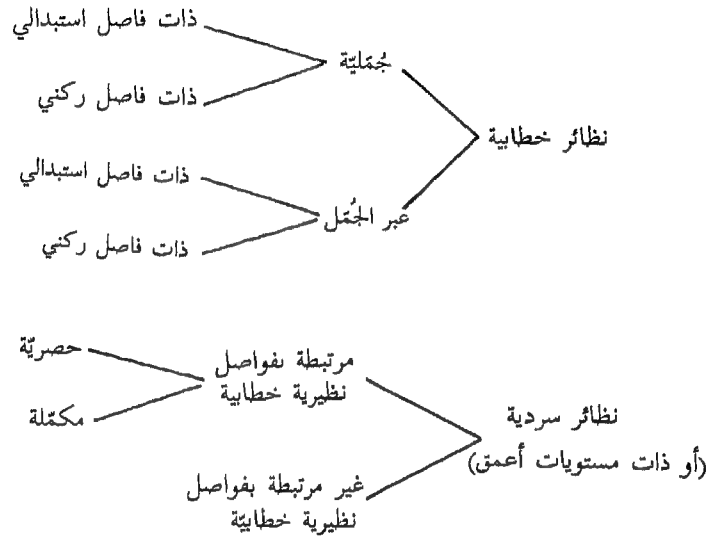 ذات فاصل استبدالي
جُمَليّة
ذات فاصل ركني
نظائر خطابية
ذات فاصل استبدالي
عبر الجُمَل
ذات فاصل ركني
حصريّة
مرتبطة بفواصل
نظيرية خطابية
مكمّلة
نظائر سردية
(أو ذات مستويات أعمق)
غير مرتبطة بفواصل
نظيرية خطابيّة